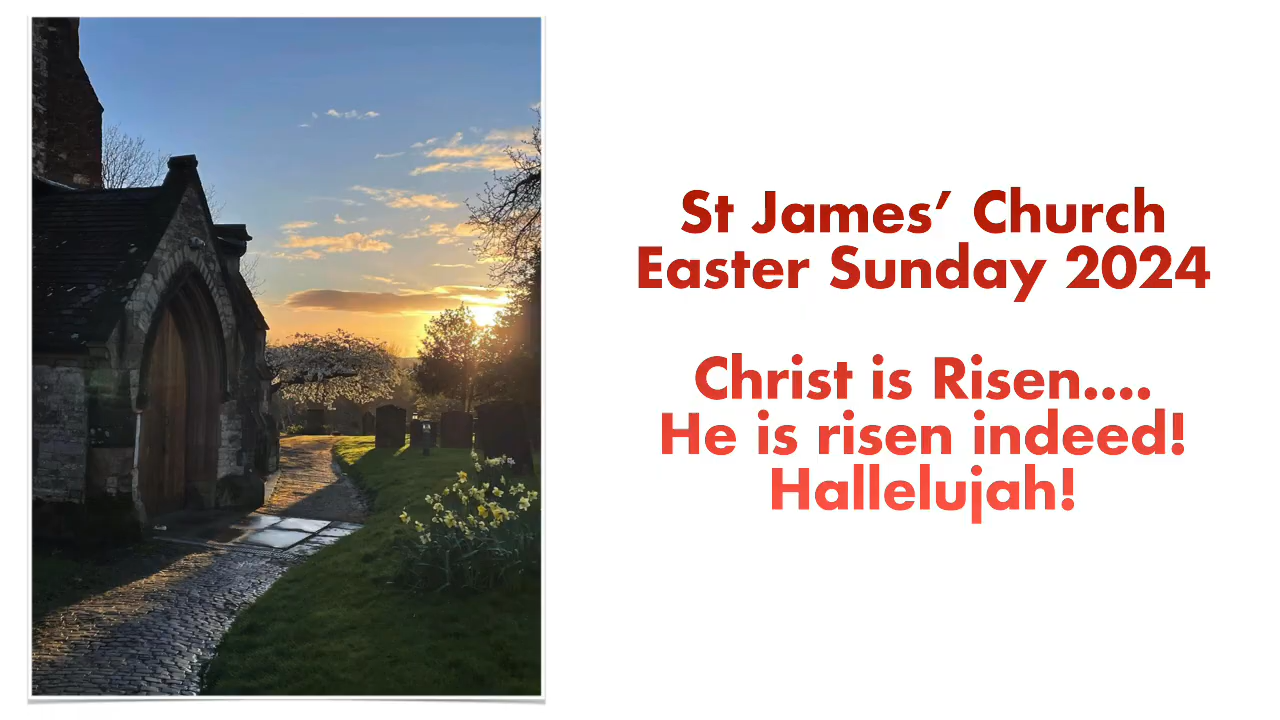 St James’ Church
Easter Sunday 2024
Christ is Risen....
He is risen indeed!
Hallelujah!